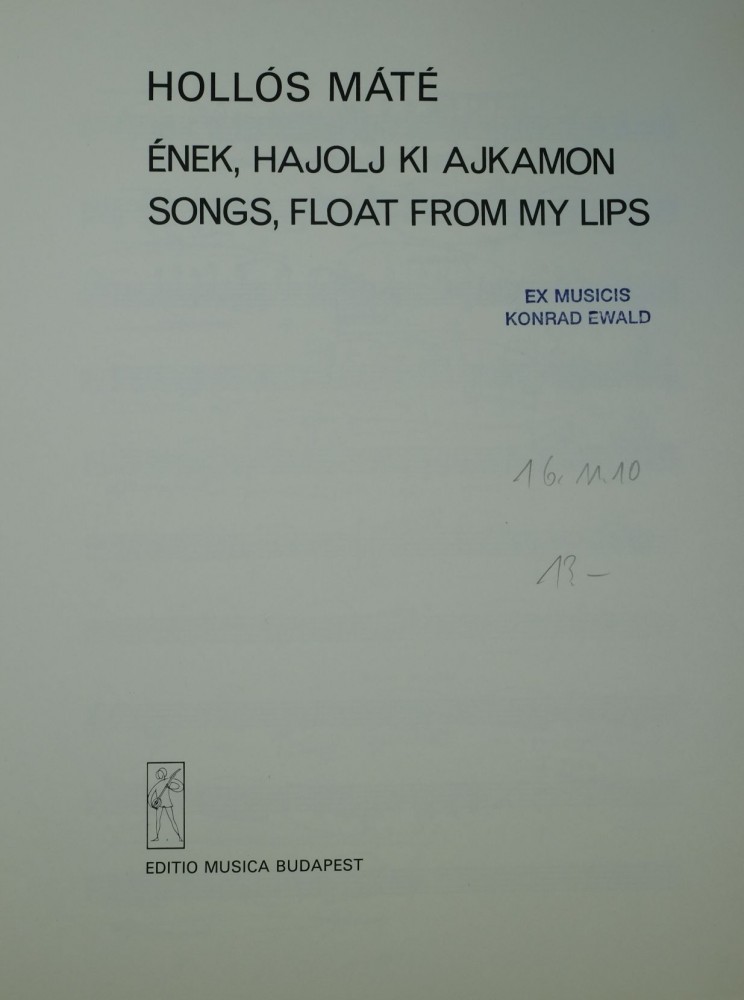 HOLLÓS MÁTÉ
ÉNEK, HAJOLJ KI AJKAMON
SONGS, FLOAT FROM MY LIPS
EX MUSICIS
KONRAD EWALD
16. 11. 10
EDITIO MUSICA BUDAPEST